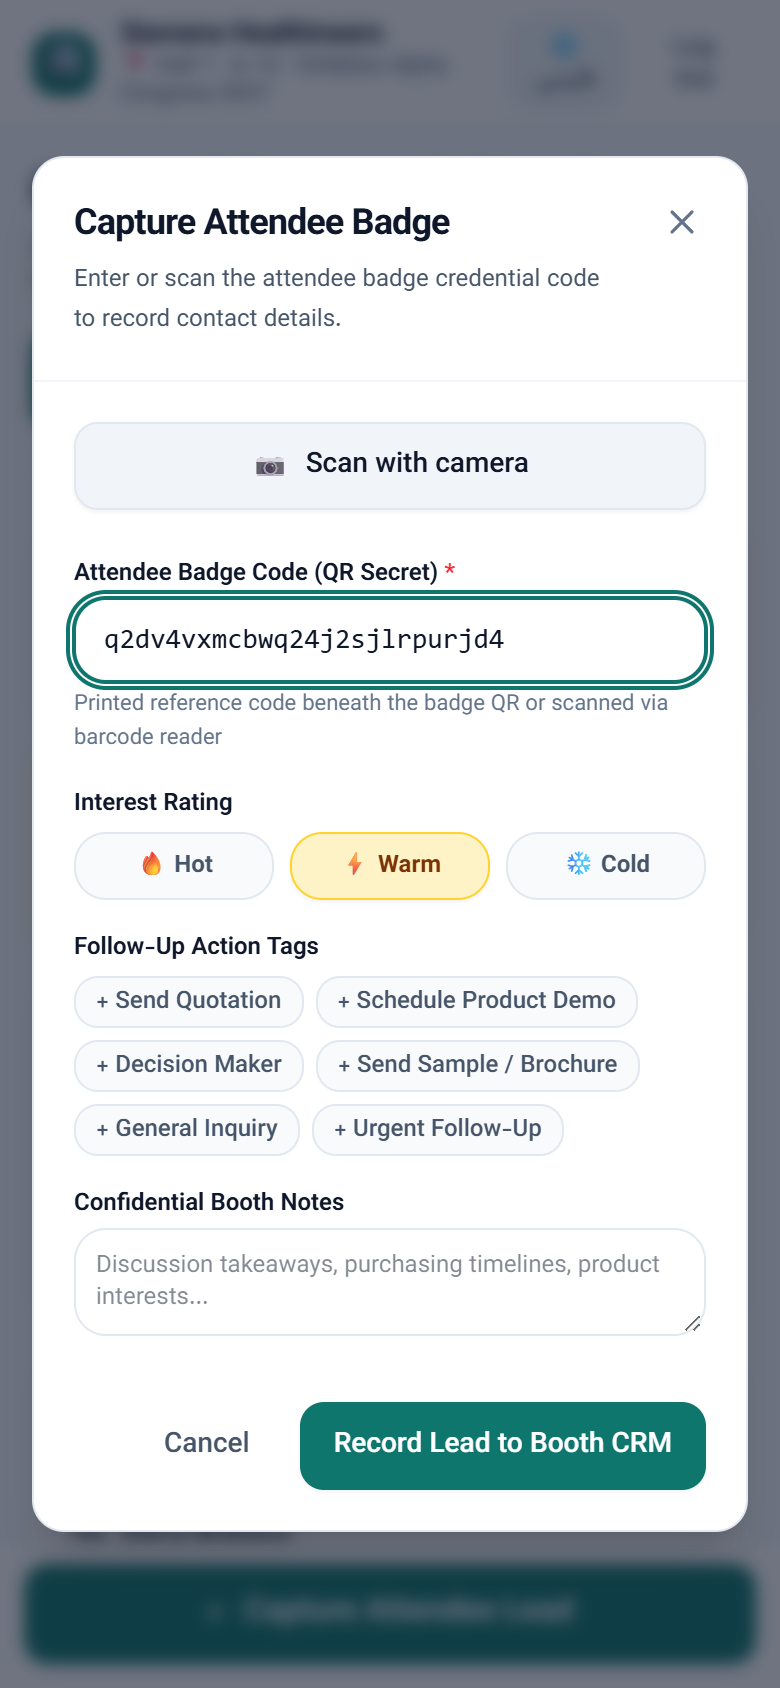 Capture Attendee Badge
Enter or scan the attendee badge credential code
to record contact details.
Scan with camera
Attendee Badge Code (QR Secret) *
q2dv4vxmcbwq24j2sjlrpurjd4
Printed reference code beneath the badge QR or scanned via
barcode reader
Interest Rating
Hot
Warm
Cold
Follow-Up Action Tags
+ Send Quotation
+ Schedule Product Demo
+ Decision Maker
+ Send Sample / Brochure
+ General Inquiry
+ Urgent Follow-Up
Confidential Booth Notes
Discussion takeaways, purchasing timelines, product
interests...
Cancel
Record Lead to Booth CRM
Capture Attendee Lead